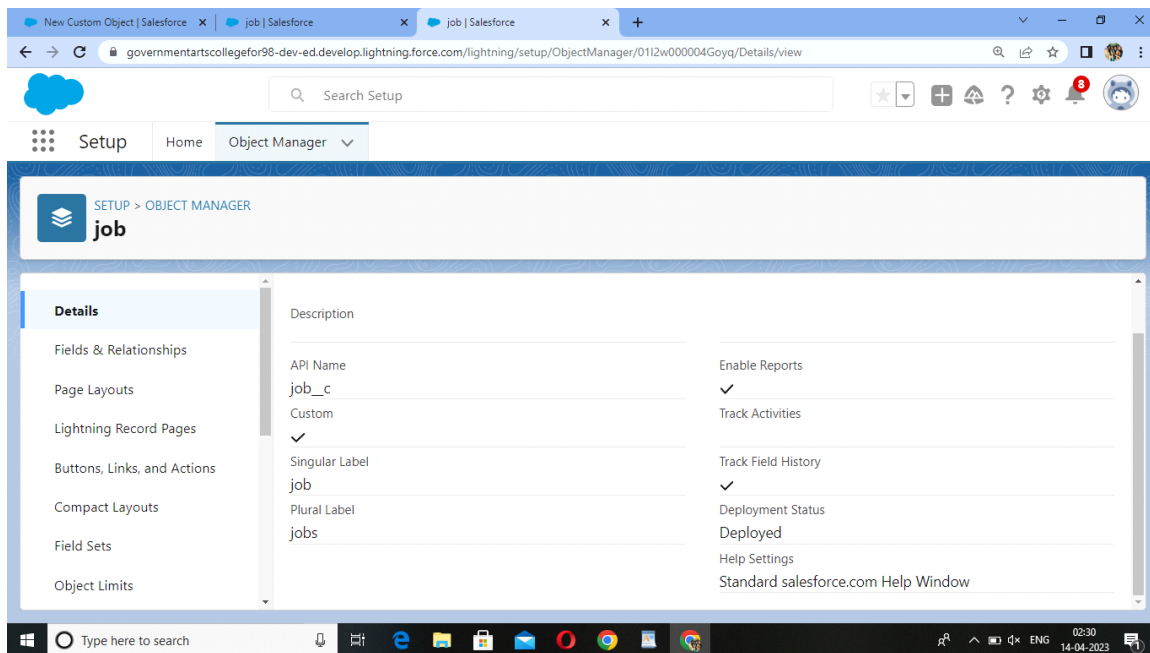 New Custom Object | Salesforce
job | Salesforce
job | Salesforce
governmentartscollegefor98-dev-ed.develop.lightning.force.com/lightning/setup/ObjectManager/01I2w000004Goyq/Details/view
Search Setup
8
Setup
Home
Object Manager
SETUP > OBJECT MANAGER
job
Details
Fields & Relationships
Page Layouts
Lightning Record Pages
Buttons, Links, and Actions
Compact Layouts
Field Sets
Object Limits
Description
API Name
job__c
Custom
Singular Label
job
Plural Label
jobs
Enable Reports
Track Activities
Track Field History
Deployment Status
Deployed
Help Settings
Standard salesforce.com Help Window
Type here to search
ENG
02:30
14-04-2023
1